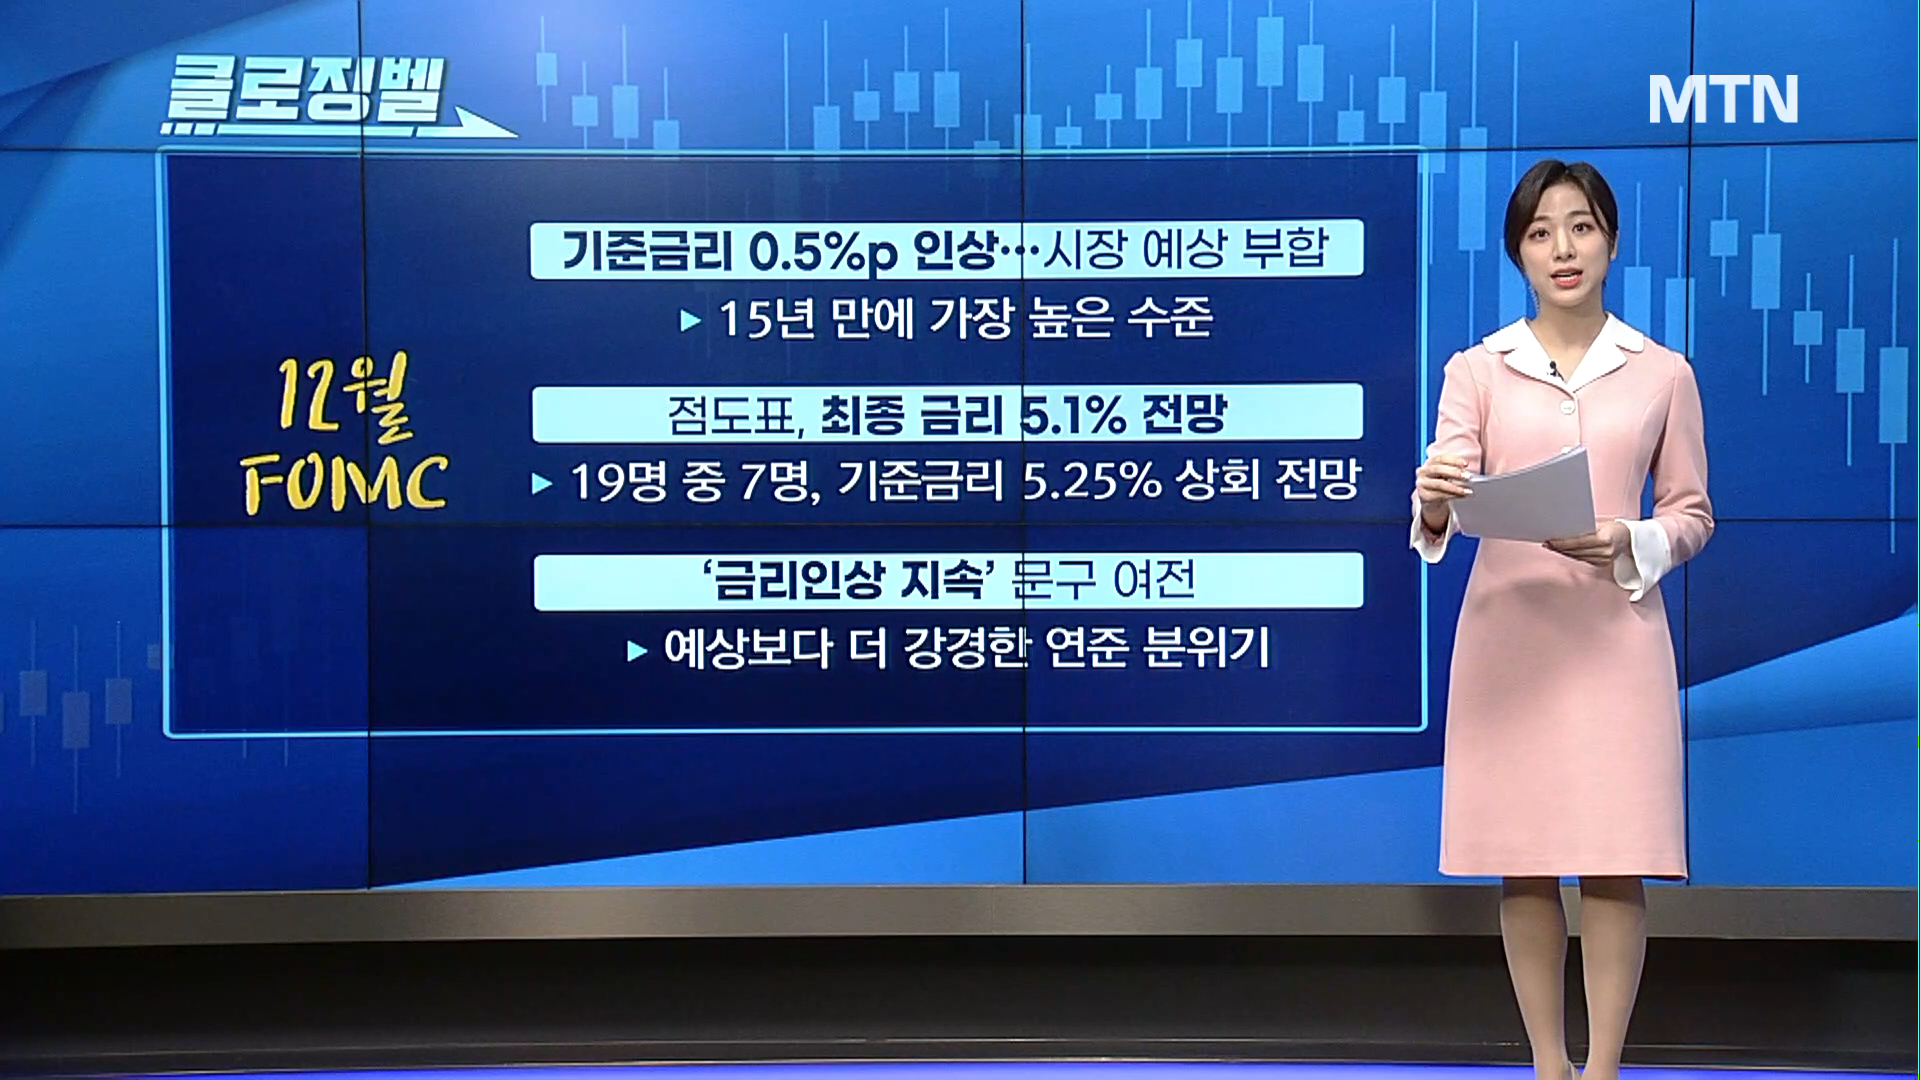 클로징벨
MTN
12월
FOMC
기준금리 0.5%p 인상…시장 예상 부합
▶ 15년 만에 가장 높은 수준
점도표, 최종 금리 5.1% 전망
▶ 19명 중 7명, 기준금리 5.25% 상회 전망
‘금리인상 지속’ 문구 여전
▶ 예상보다 더 강경한 연준 분위기